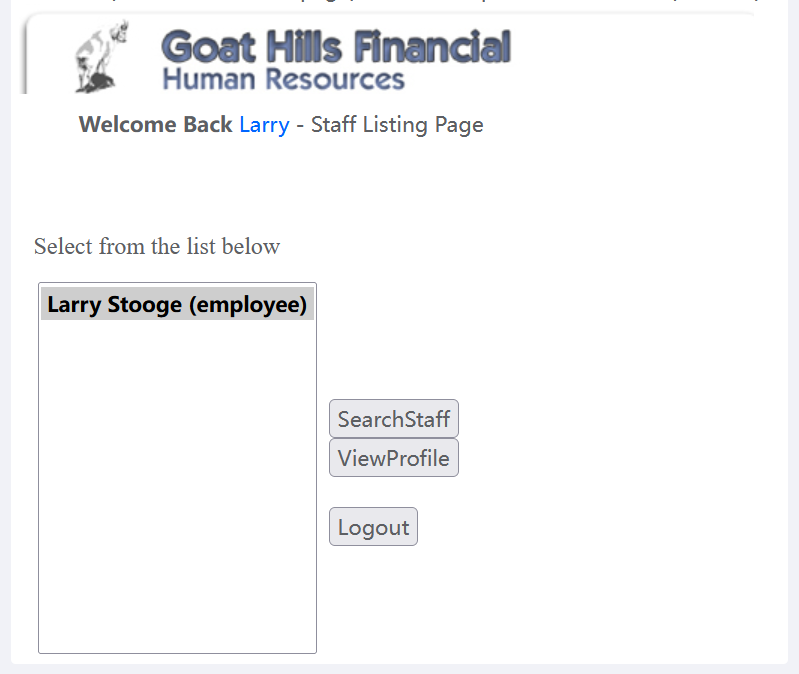 Goat Hills Financial
Human Resources
Welcome Back Larry - Staff Listing Page
Select from the list below
Larry Stooge (employee)
SearchStaff
ViewProfile
Logout